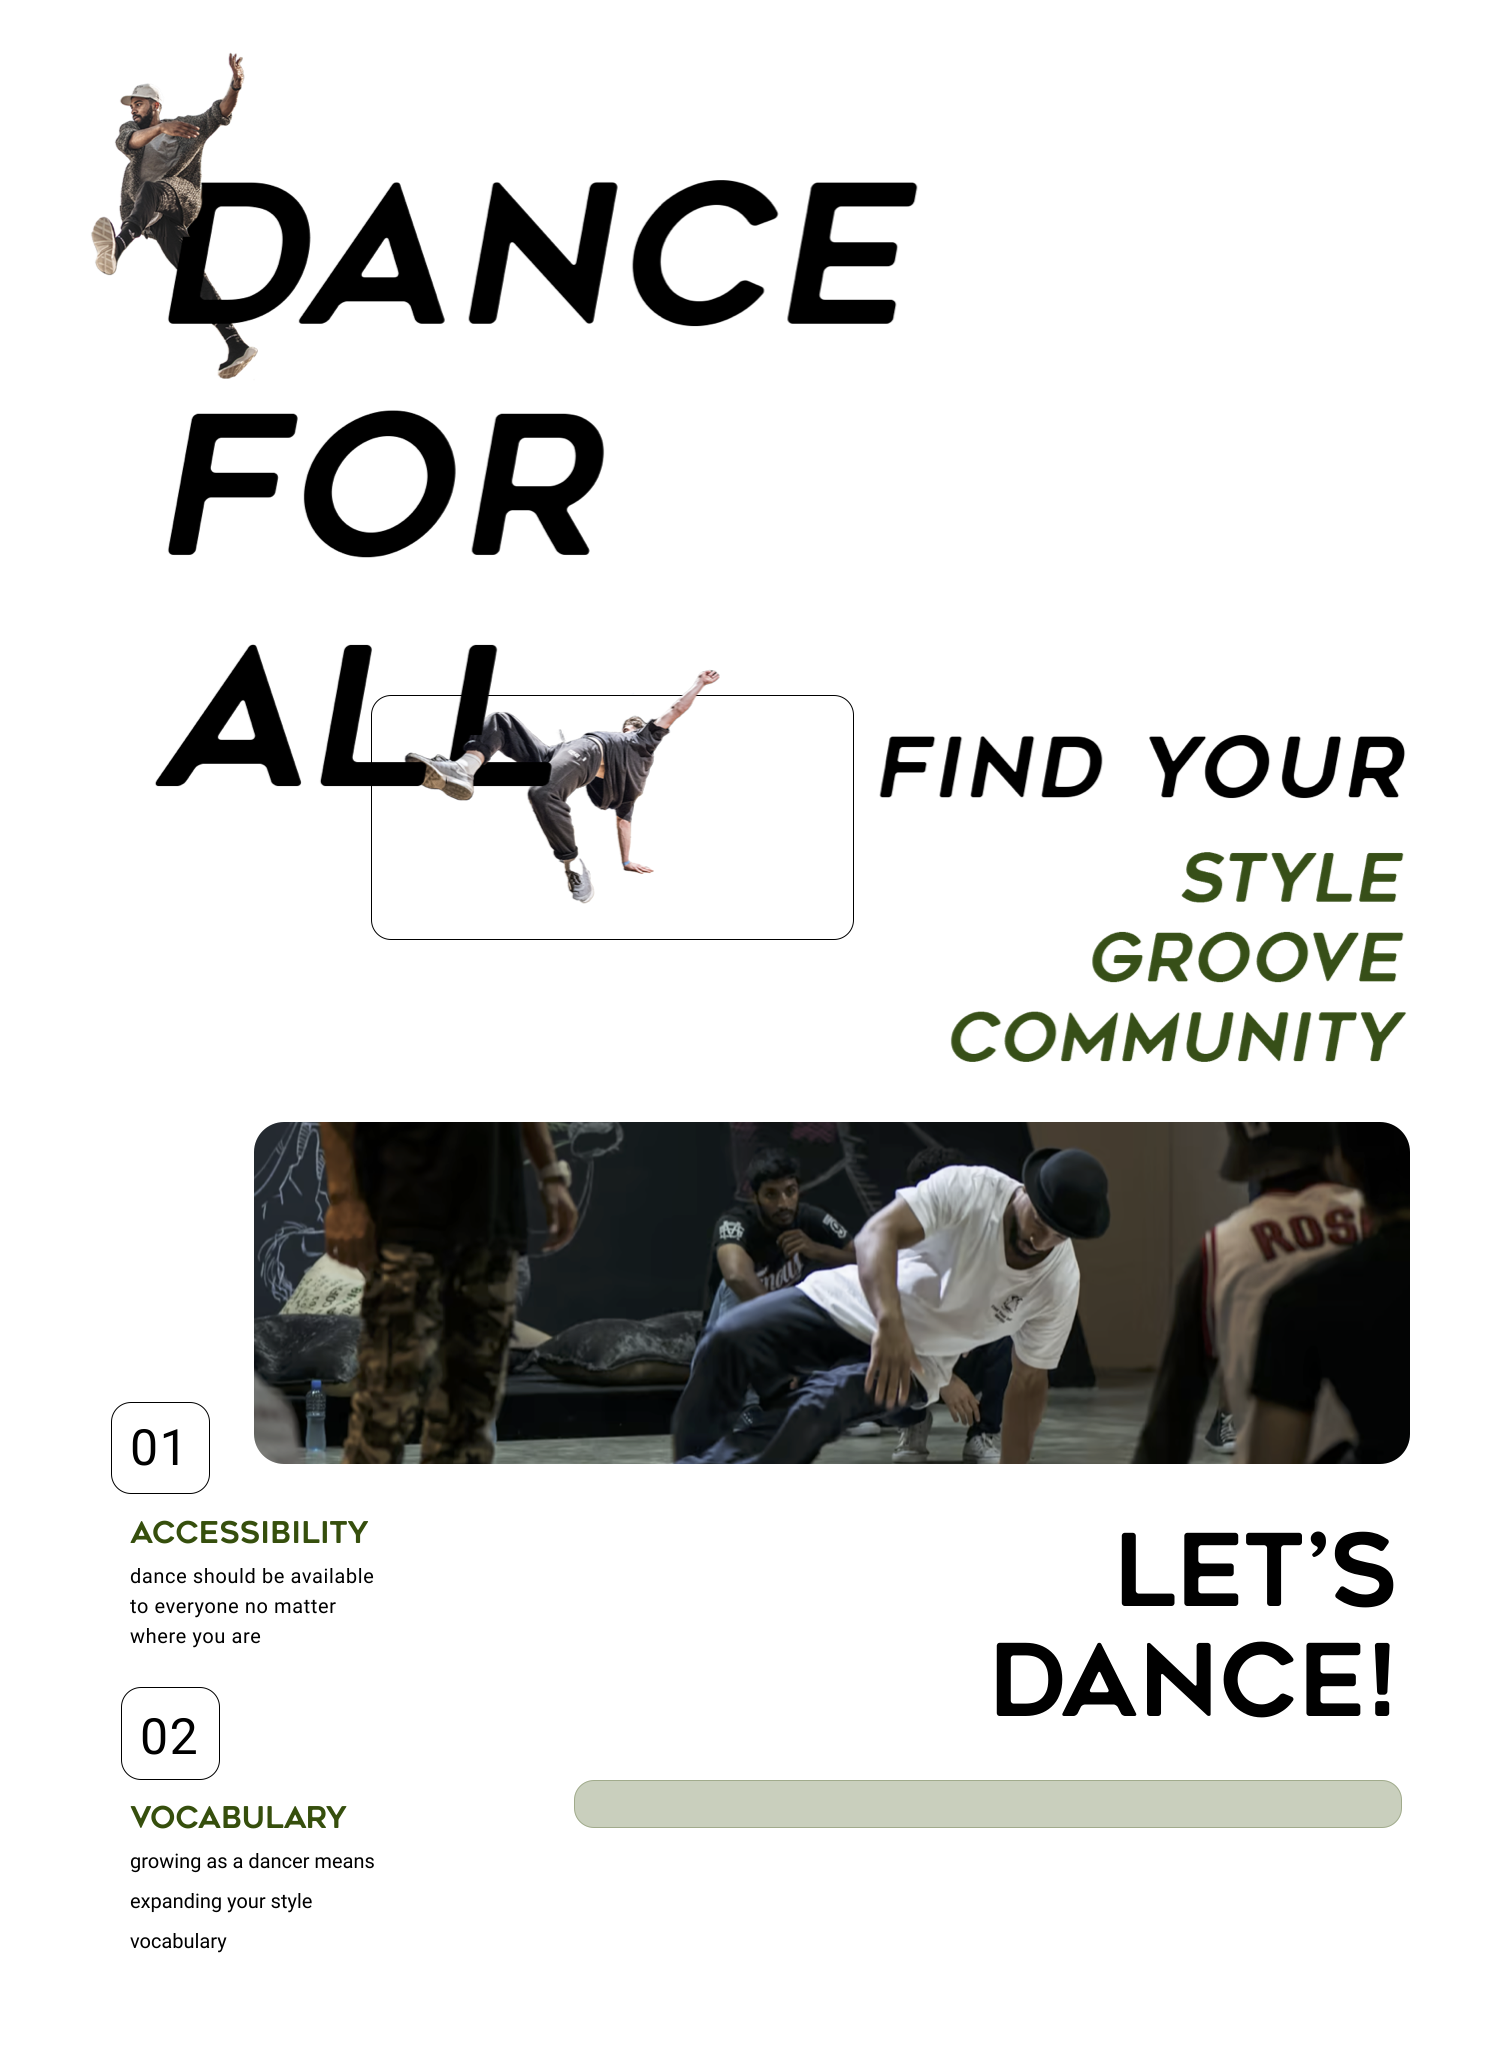 DANCE
FOR
ALL
FIND YOUR
STYLE
GROOVE
COMMUNITY
01
ACCESSIBILITY
dance should be available
to everyone no matter
where you are
02
VOCABULARY
growing as a dancer means
expanding your style
vocabulary
LET'S
DANCE!